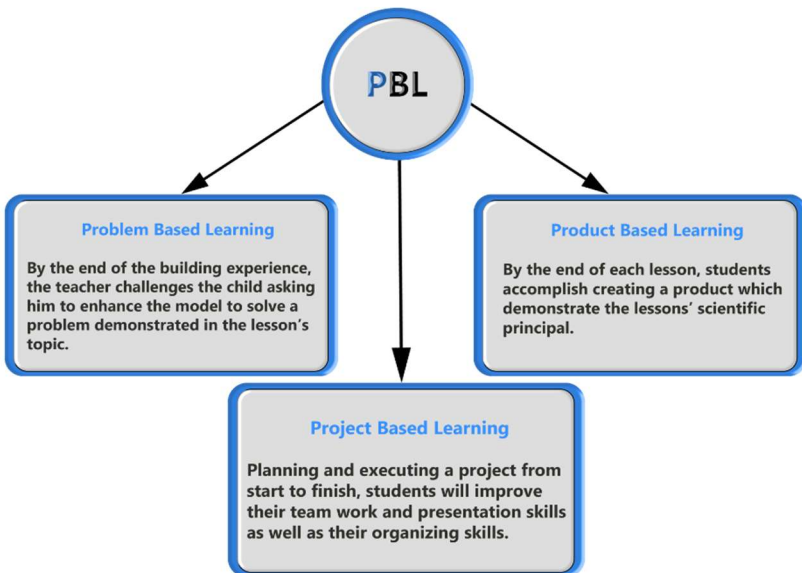 PBL
Problem Based Learning
By the end of the building experience,
the teacher challenges the child asking
him to enhance the model to solve a
problem demonstrated in the lesson's
topic.
Product Based Learning
By the end of each lesson, students
accomplish creating a product which
demonstrate the lessons' scientific
principal.
Project Based Learning
Planning and executing a project from
start to finish, students will improve
their team work and presentation skills
as well as their organizing skills.